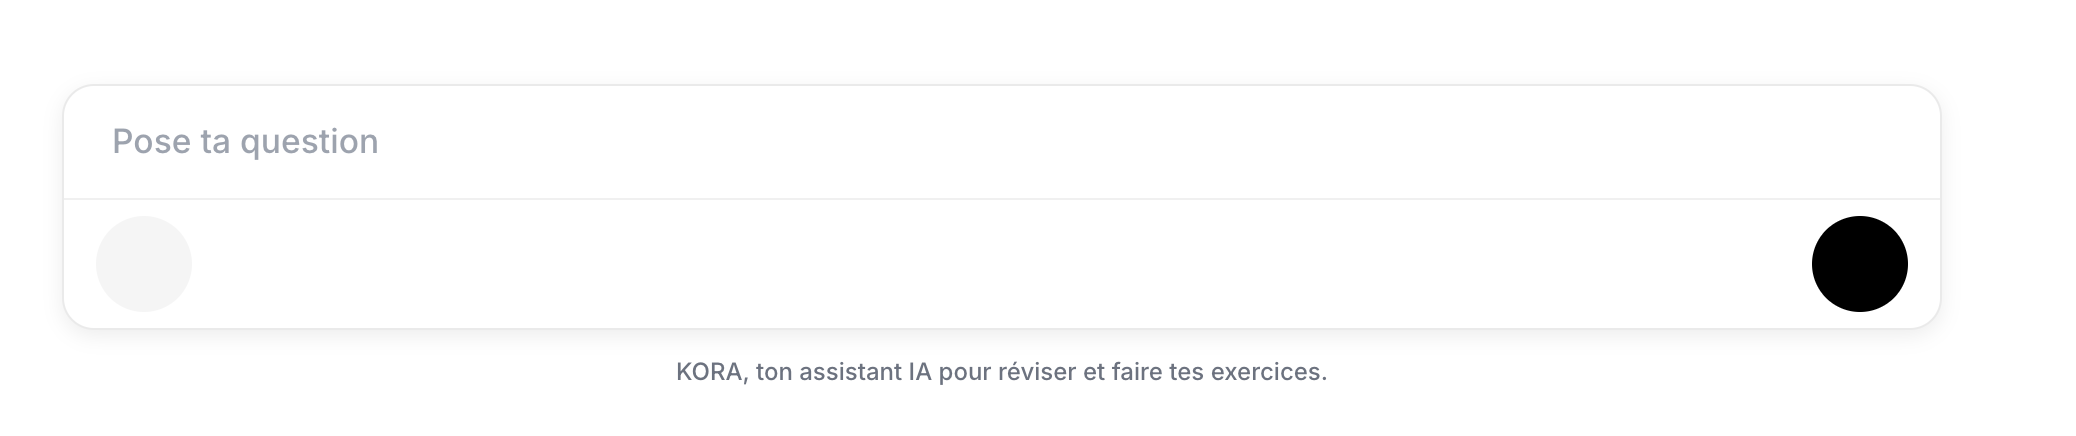 Pose ta question
KORA, ton assistant IA pour réviser et faire tes exercices.